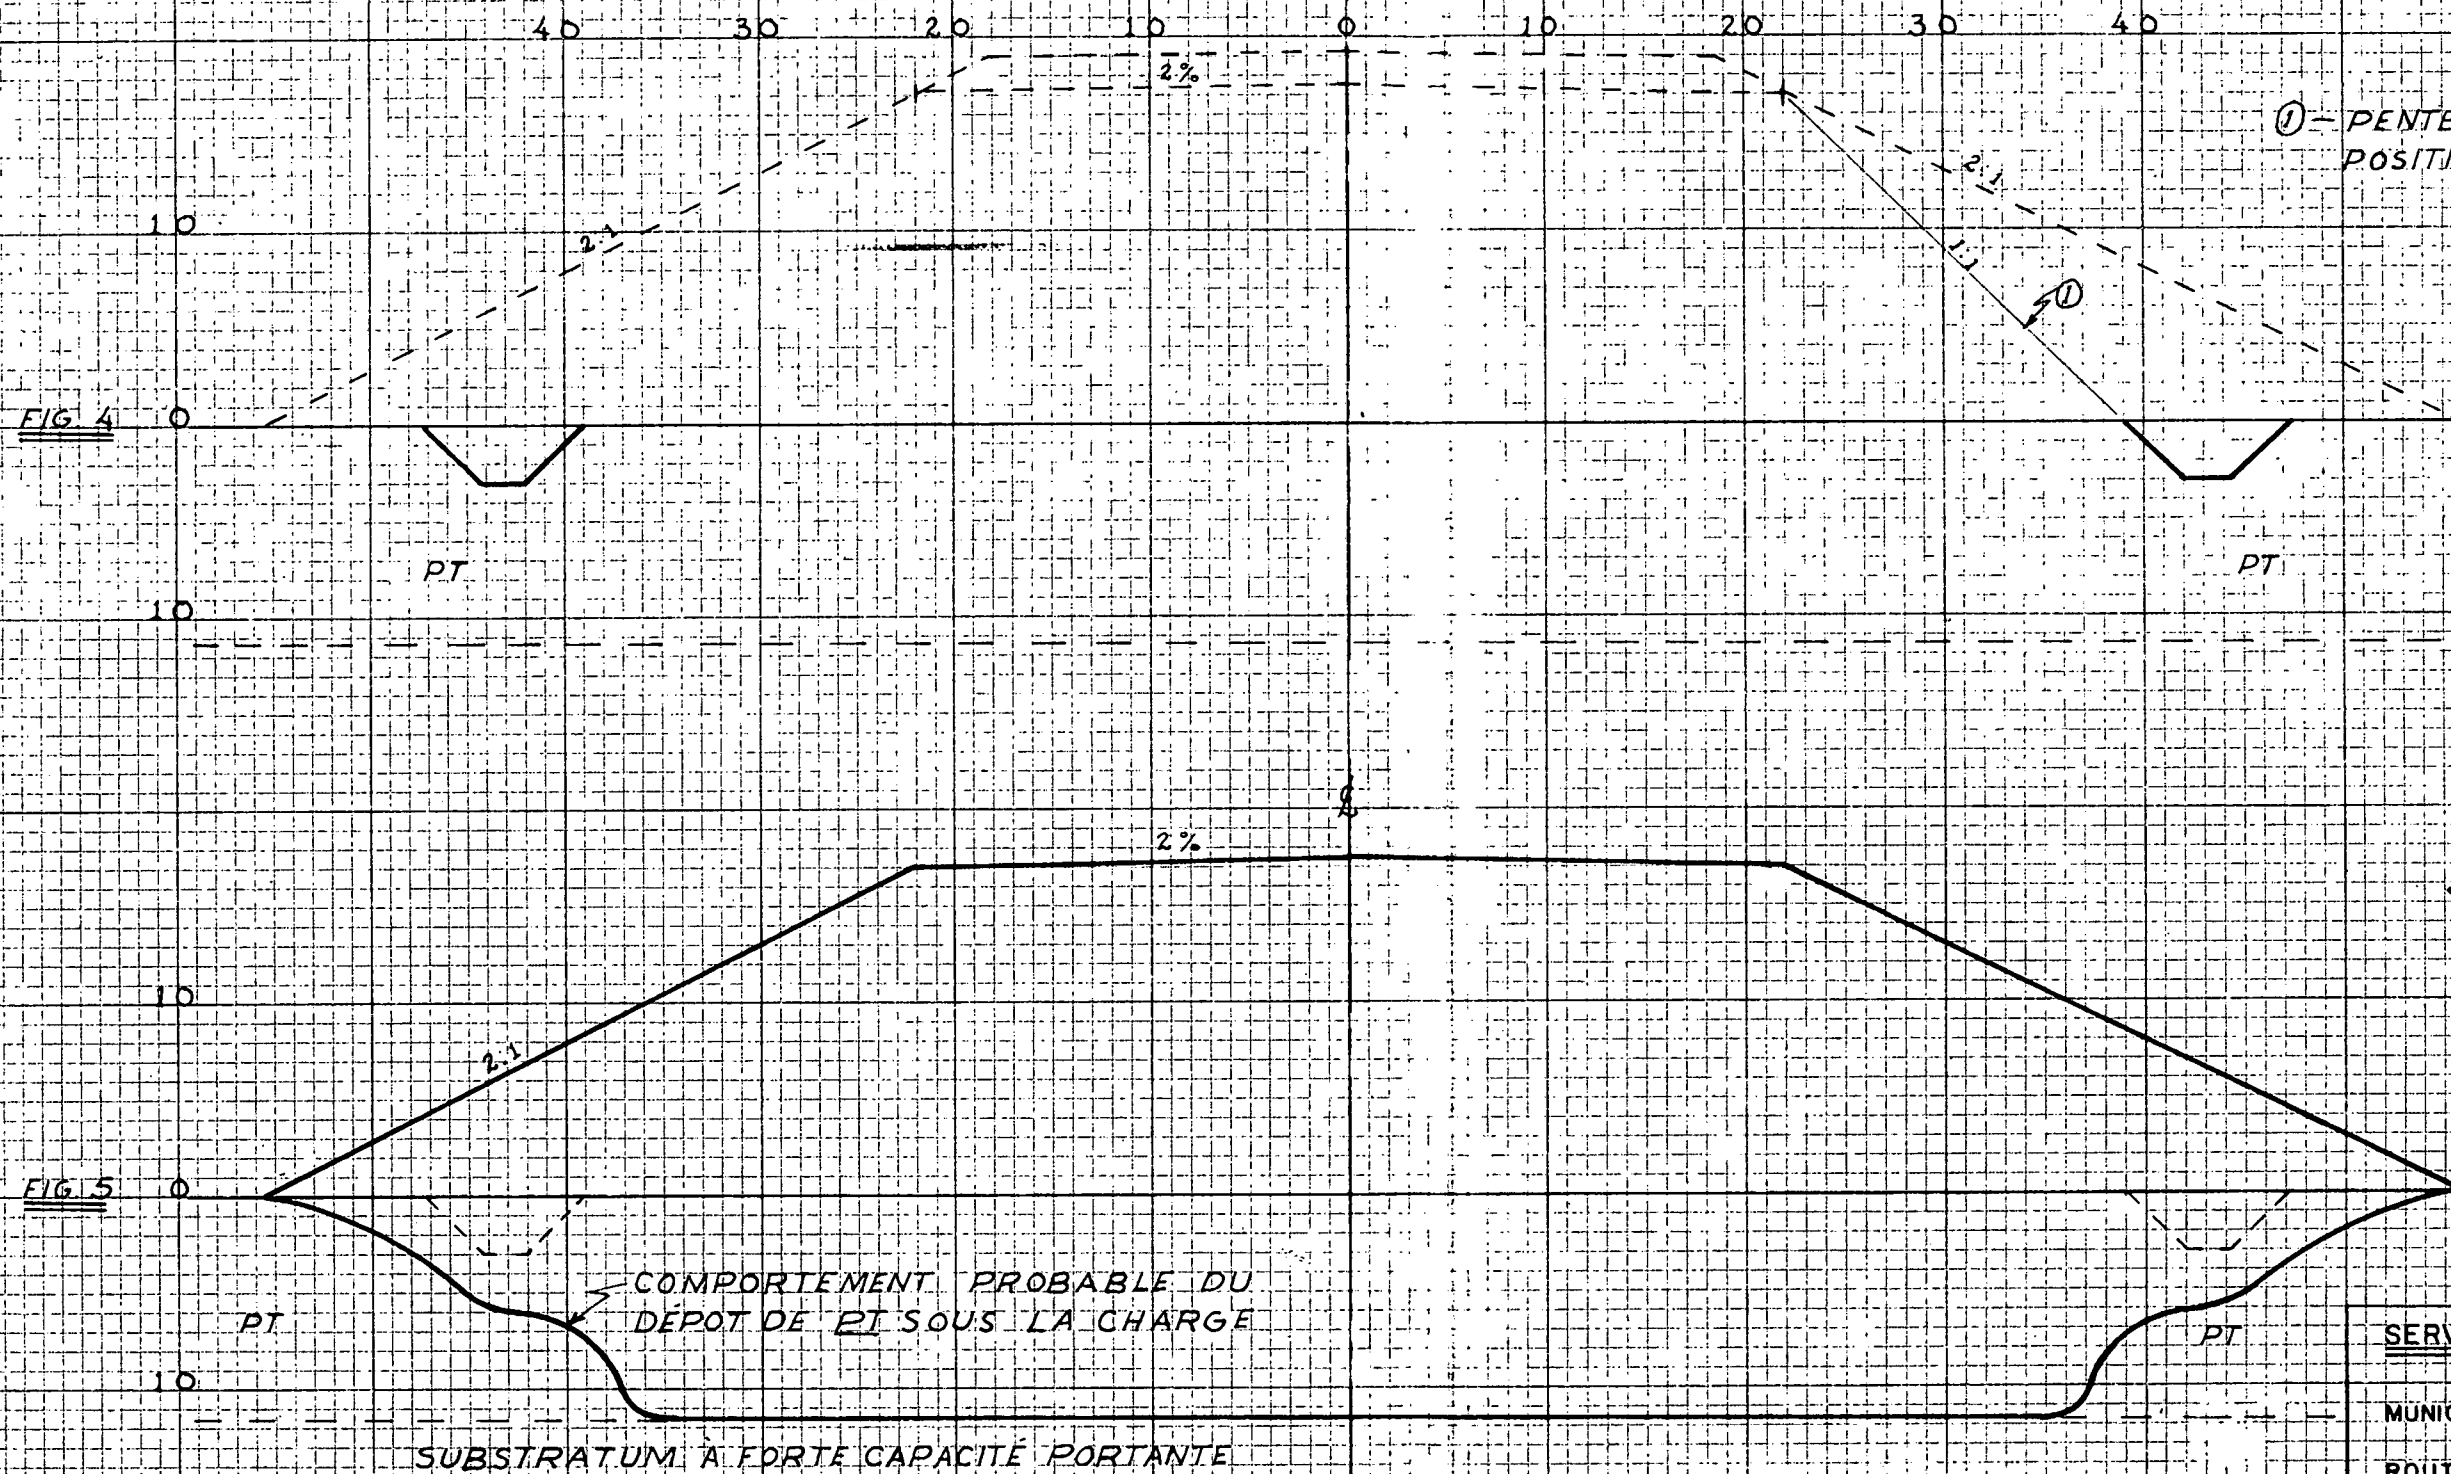 40 30 20 10 0 10 20 30 40
2%
① - PENTE
POSITI
2:1
10
2:1
1:1
①
FIG 4 0
PT PT
10
℄
2%
10
2:1
FIG 5 0
COMPORTEMENT PROBABLE DU
DÉPOT DE PT SOUS LA CHARGE
PT PT
SERV
10
MUNIC
SUBSTRATUM À FORTE CAPACITÉ PORTANTE
ROUT